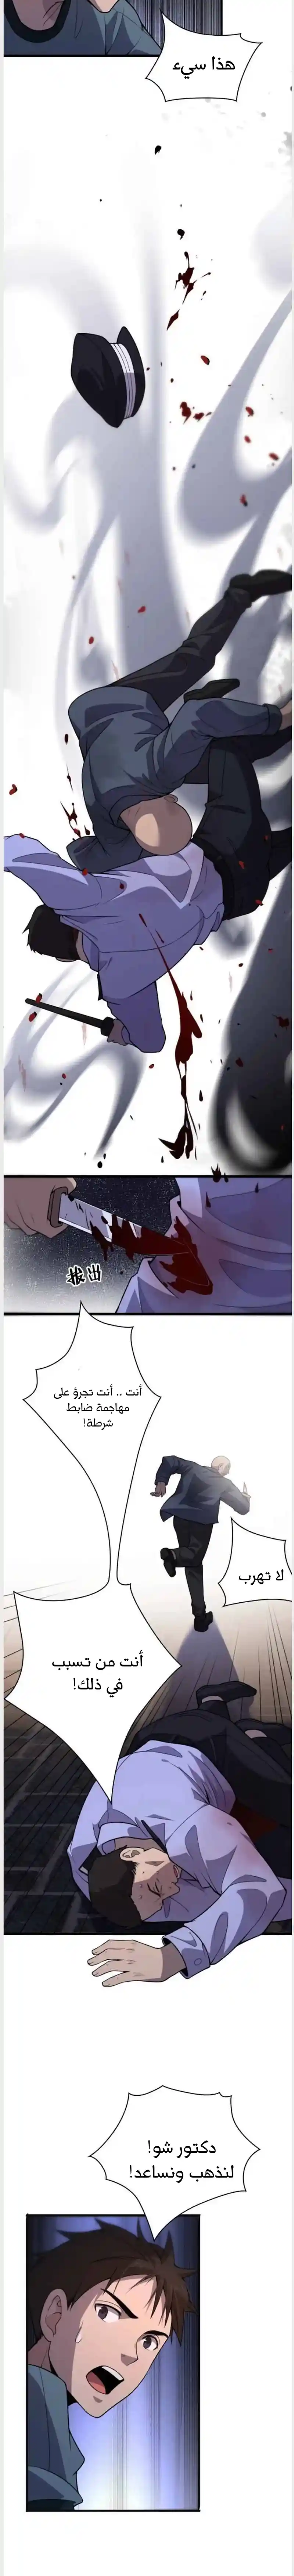 هذا سيء
拔出
أنت .. أنت تجرؤ على
مهاجمة ضابط
شرطة!
لا تهرب
أنت من تسبب
في ذلك!
دكتور شو!
لنذهب ونساعد!